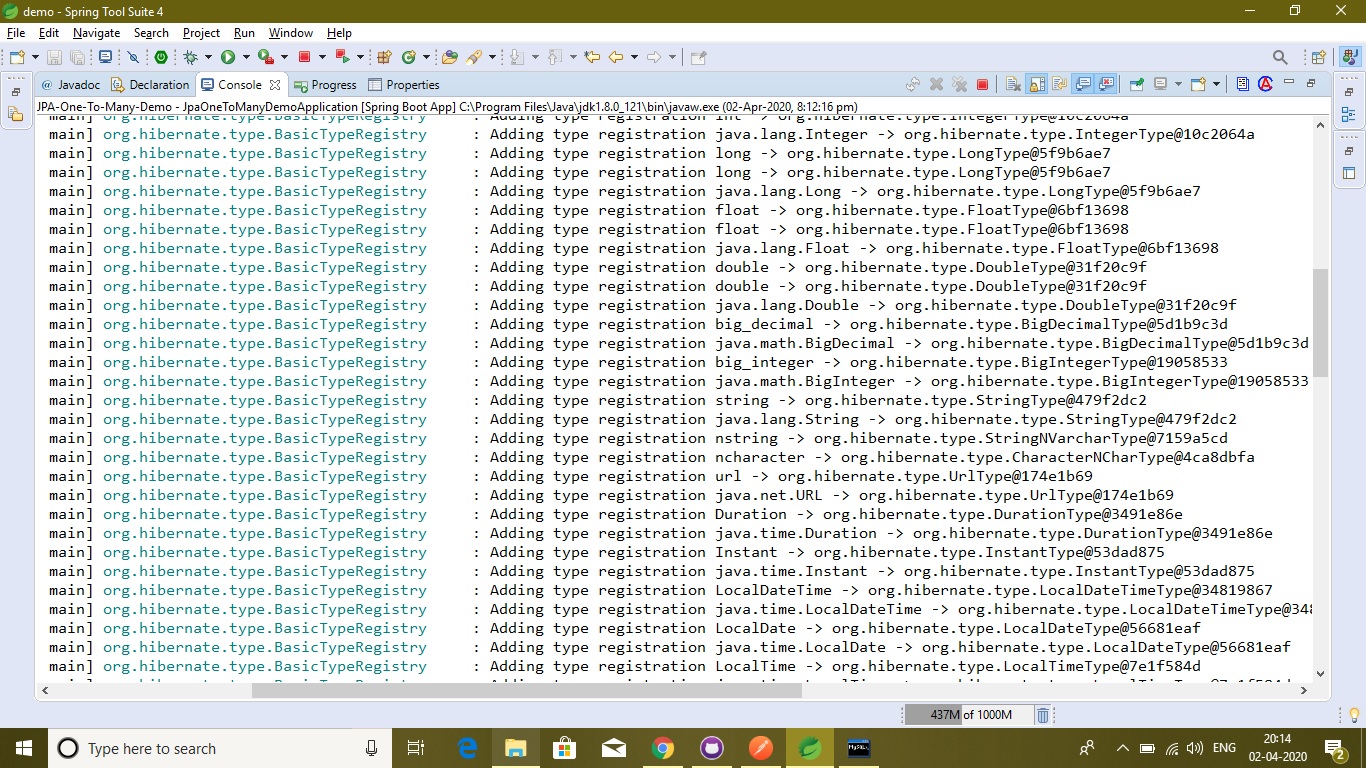 demo - Spring Tool Suite 4
File Edit Navigate Search Project Run Window Help
@ Javadoc Declaration Console Progress Properties
JPA-One-To-Many-Demo - JpaOneToManyDemoApplication [Spring Boot App] C:\Program Files\Java\jdk1.8.0_121\bin\javaw.exe (02-Apr-2020, 8:12:16 pm)
main] org.hibernate.type.BasicTypeRegistry : Adding type registration int -> org.hibernate.type.IntegerType@10c2064a
main] org.hibernate.type.BasicTypeRegistry : Adding type registration java.lang.Integer -> org.hibernate.type.IntegerType@10c2064a
main] org.hibernate.type.BasicTypeRegistry : Adding type registration long -> org.hibernate.type.LongType@5f9b6ae7
main] org.hibernate.type.BasicTypeRegistry : Adding type registration long -> org.hibernate.type.LongType@5f9b6ae7
main] org.hibernate.type.BasicTypeRegistry : Adding type registration java.lang.Long -> org.hibernate.type.LongType@5f9b6ae7
main] org.hibernate.type.BasicTypeRegistry : Adding type registration float -> org.hibernate.type.FloatType@6bf13698
main] org.hibernate.type.BasicTypeRegistry : Adding type registration float -> org.hibernate.type.FloatType@6bf13698
main] org.hibernate.type.BasicTypeRegistry : Adding type registration java.lang.Float -> org.hibernate.type.FloatType@6bf13698
main] org.hibernate.type.BasicTypeRegistry : Adding type registration double -> org.hibernate.type.DoubleType@31f20c9f
main] org.hibernate.type.BasicTypeRegistry : Adding type registration double -> org.hibernate.type.DoubleType@31f20c9f
main] org.hibernate.type.BasicTypeRegistry : Adding type registration java.lang.Double -> org.hibernate.type.DoubleType@31f20c9f
main] org.hibernate.type.BasicTypeRegistry : Adding type registration big_decimal -> org.hibernate.type.BigDecimalType@5d1b9c3d
main] org.hibernate.type.BasicTypeRegistry : Adding type registration java.math.BigDecimal -> org.hibernate.type.BigDecimalType@5d1b9c3d
main] org.hibernate.type.BasicTypeRegistry : Adding type registration big_integer -> org.hibernate.type.BigIntegerType@19058533
main] org.hibernate.type.BasicTypeRegistry : Adding type registration java.math.BigInteger -> org.hibernate.type.BigIntegerType@19058533
main] org.hibernate.type.BasicTypeRegistry : Adding type registration string -> org.hibernate.type.StringType@479f2dc2
main] org.hibernate.type.BasicTypeRegistry : Adding type registration java.lang.String -> org.hibernate.type.StringType@479f2dc2
main] org.hibernate.type.BasicTypeRegistry : Adding type registration nstring -> org.hibernate.type.StringNVarcharType@7159a5cd
main] org.hibernate.type.BasicTypeRegistry : Adding type registration ncharacter -> org.hibernate.type.CharacterNCharType@4ca8dbfa
main] org.hibernate.type.BasicTypeRegistry : Adding type registration url -> org.hibernate.type.UrlType@174e1b69
main] org.hibernate.type.BasicTypeRegistry : Adding type registration java.net.URL -> org.hibernate.type.UrlType@174e1b69
main] org.hibernate.type.BasicTypeRegistry : Adding type registration Duration -> org.hibernate.type.DurationType@3491e86e
main] org.hibernate.type.BasicTypeRegistry : Adding type registration java.time.Duration -> org.hibernate.type.DurationType@3491e86e
main] org.hibernate.type.BasicTypeRegistry : Adding type registration Instant -> org.hibernate.type.InstantType@53dad875
main] org.hibernate.type.BasicTypeRegistry : Adding type registration java.time.Instant -> org.hibernate.type.InstantType@53dad875
main] org.hibernate.type.BasicTypeRegistry : Adding type registration LocalDateTime -> org.hibernate.type.LocalDateTimeType@34819867
main] org.hibernate.type.BasicTypeRegistry : Adding type registration java.time.LocalDateTime -> org.hibernate.type.LocalDateTimeType@348
main] org.hibernate.type.BasicTypeRegistry : Adding type registration LocalDate -> org.hibernate.type.LocalDateType@56681eaf
main] org.hibernate.type.BasicTypeRegistry : Adding type registration java.time.LocalDate -> org.hibernate.type.LocalDateType@56681eaf
main] org.hibernate.type.BasicTypeRegistry : Adding type registration LocalTime -> org.hibernate.type.LocalTimeType@7e1f584d
437M of 1000M
Type here to search
ENG
20:14
02-04-2020
2